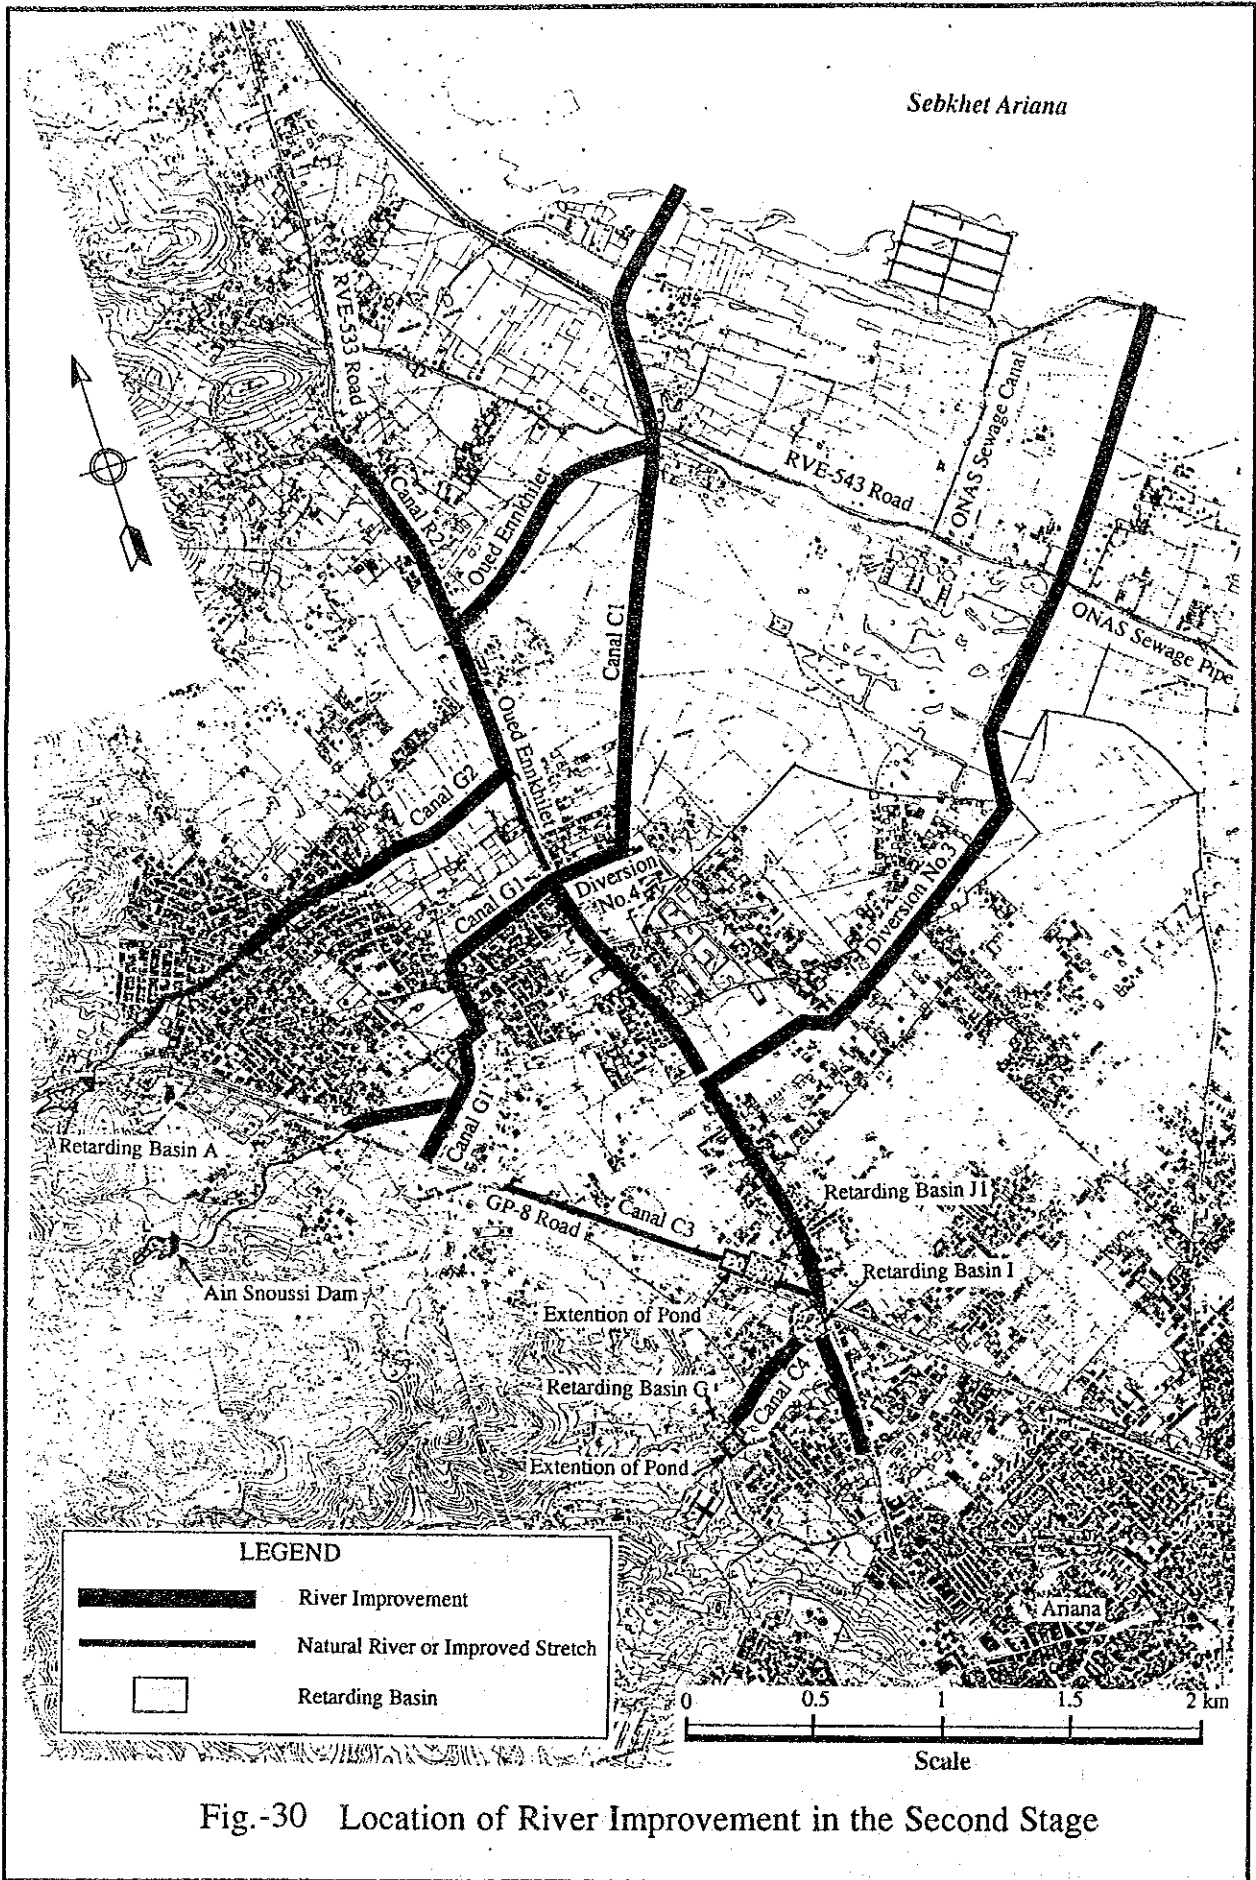 Sebkhet Ariana
RVE-533 Road
Canal R2
Oued Ennkhilet
RVE-543 Road
ONAS Sewage Canal
Canal C1
ONAS Sewage Pipe
Oued Ennkhilet
Canal G2
Canal G1
Diversion
No.4
Diversion No.3
Canal G1
Retarding Basin A
Retarding Basin J1
GP-8 Road
Canal C3
Retarding Basin I
Ain Snoussi Dam
Extention of Pond
Retarding Basin G
Canal C4
Extention of Pond
LEGEND
River Improvement
Natural River or Improved Stretch
Retarding Basin
Ariana
0 0.5 1 1.5 2 km
Scale
Fig.-30 Location of River Improvement in the Second Stage